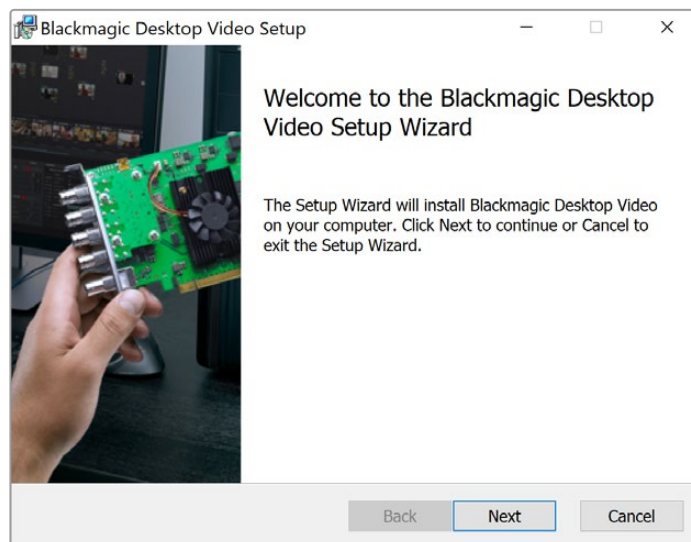 Blackmagic Desktop Video Setup
Welcome to the Blackmagic Desktop
Video Setup Wizard
The Setup Wizard will install Blackmagic Desktop Video
on your computer. Click Next to continue or Cancel to
exit the Setup Wizard.
Back Next Cancel